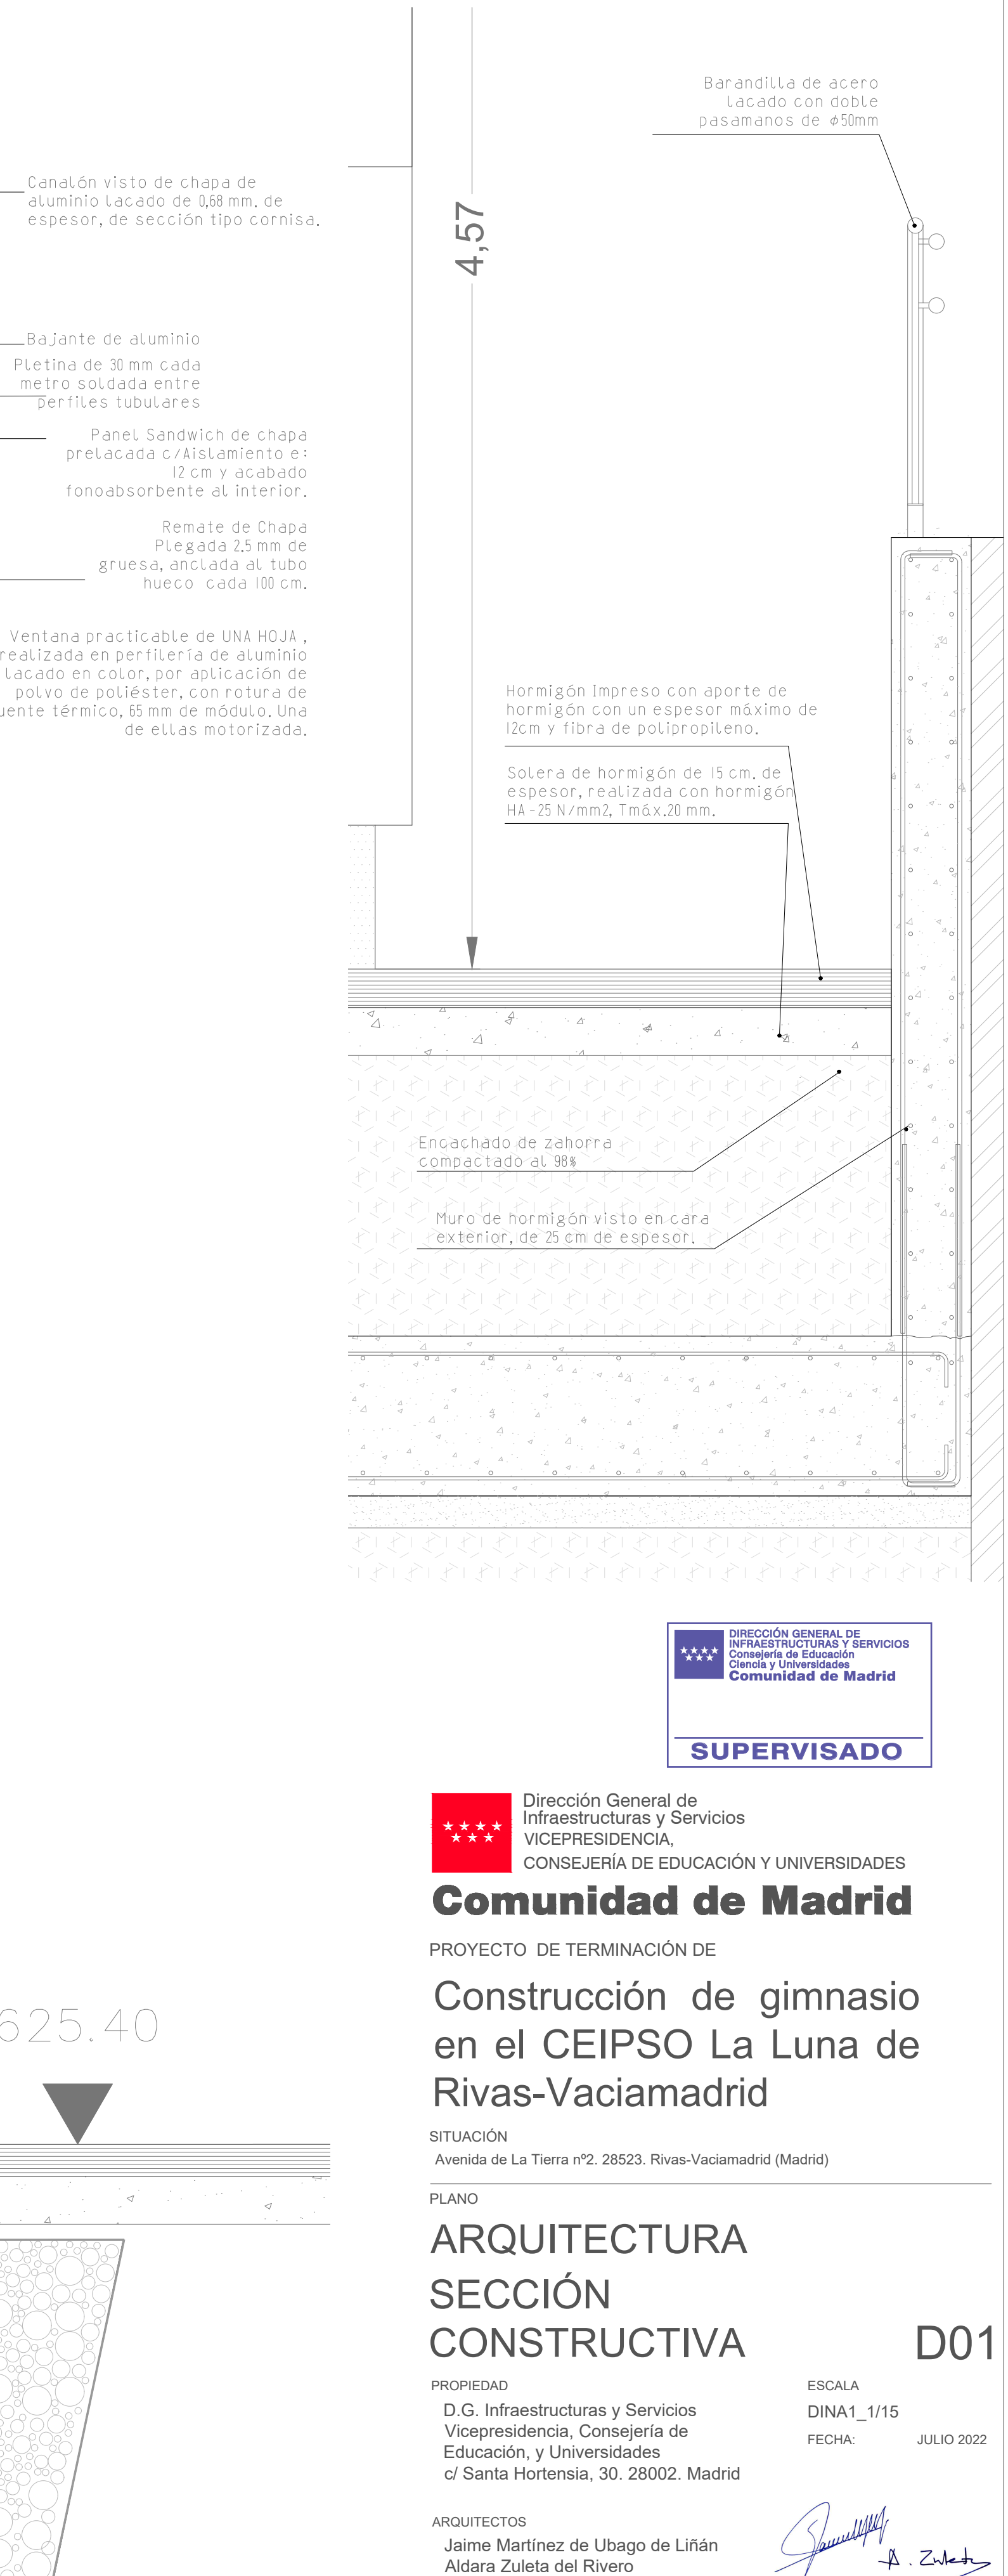 Barandilla de acero
lacado con doble
pasamanos de ϕ50mm
Canalón visto de chapa de
aluminio lacado de 0,68 mm. de
espesor, de sección tipo cornisa.
4,57
Bajante de aluminio
Pletina de 30 mm cada
metro soldada entre
perfiles tubulares
Panel Sandwich de chapa
prelacada c/Aislamiento e:
12 cm y acabado
fonoabsorbente al interior.
Remate de Chapa
Plegada 2.5 mm de
gruesa, anclada al tubo
hueco cada 100 cm.
Ventana practicable de UNA HOJA ,
realizada en perfilería de aluminio
lacado en color, por aplicación de
polvo de poliéster, con rotura de
uente térmico, 65 mm de módulo. Una
de ellas motorizada.
Hormigón Impreso con aporte de
hormigón con un espesor máximo de
12cm y fibra de polipropileno.
Solera de hormigón de 15 cm. de
espesor, realizada con hormigón
HA-25 N/mm2, Tmáx.20 mm.
Encachado de zahorra
compactado al 98%
Muro de hormigón visto en cara
exterior, de 25 cm de espesor.
DIRECCIÓN GENERAL DE
INFRAESTRUCTURAS Y SERVICIOS
Consejería de Educación
Ciencia y Universidades
Comunidad de Madrid
SUPERVISADO
Dirección General de
Infraestructuras y Servicios
VICEPRESIDENCIA,
CONSEJERÍA DE EDUCACIÓN Y UNIVERSIDADES
Comunidad de Madrid
PROYECTO DE TERMINACIÓN DE
Construcción de gimnasio
en el CEIPSO La Luna de
Rivas-Vaciamadrid
625.40
SITUACIÓN
Avenida de La Tierra nº2. 28523. Rivas-Vaciamadrid (Madrid)
PLANO
ARQUITECTURA
SECCIÓN
CONSTRUCTIVA
D01
PROPIEDAD
D.G. Infraestructuras y Servicios
Vicepresidencia, Consejería de
Educación, y Universidades
c/ Santa Hortensia, 30. 28002. Madrid
ESCALA
DINA1_1/15
FECHA: JULIO 2022
ARQUITECTOS
Jaime Martínez de Ubago de Liñán
Aldara Zuleta del Rivero
A. Zuleta